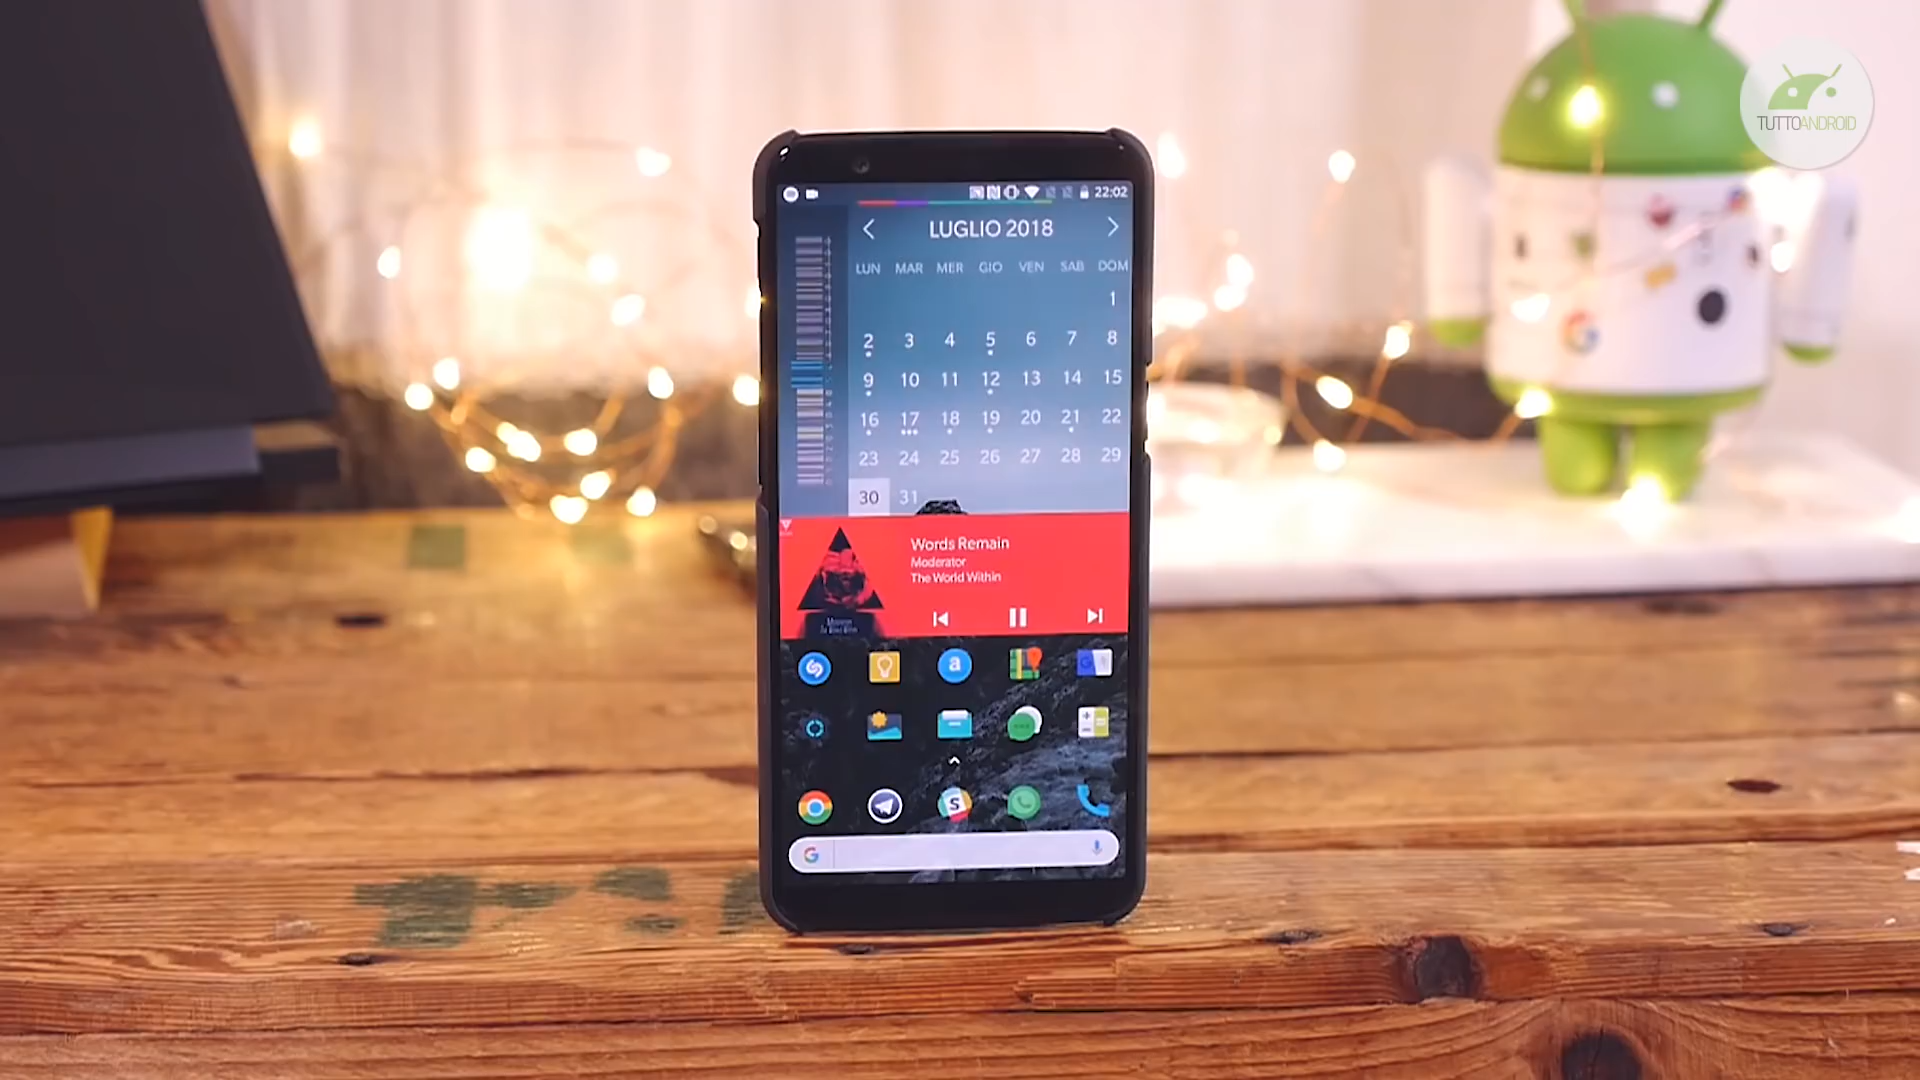 TUTTOANDROID
22:02
LUGLIO 2018
LUN MAR MER GIO VEN SAB DOM
1
2 3 4 5 6 7 8
9 10 11 12 13 14 15
16 17 18 19 20 21 22
23 24 25 26 27 28 29
30 31
Words Remain
Moderator
The World Within
a
G
S
G